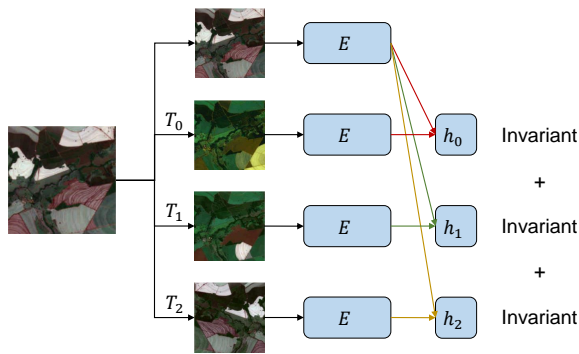 E
T₀ E h₀ Invariant
+
T₁ E h₁ Invariant
+
T₂ E h₂ Invariant